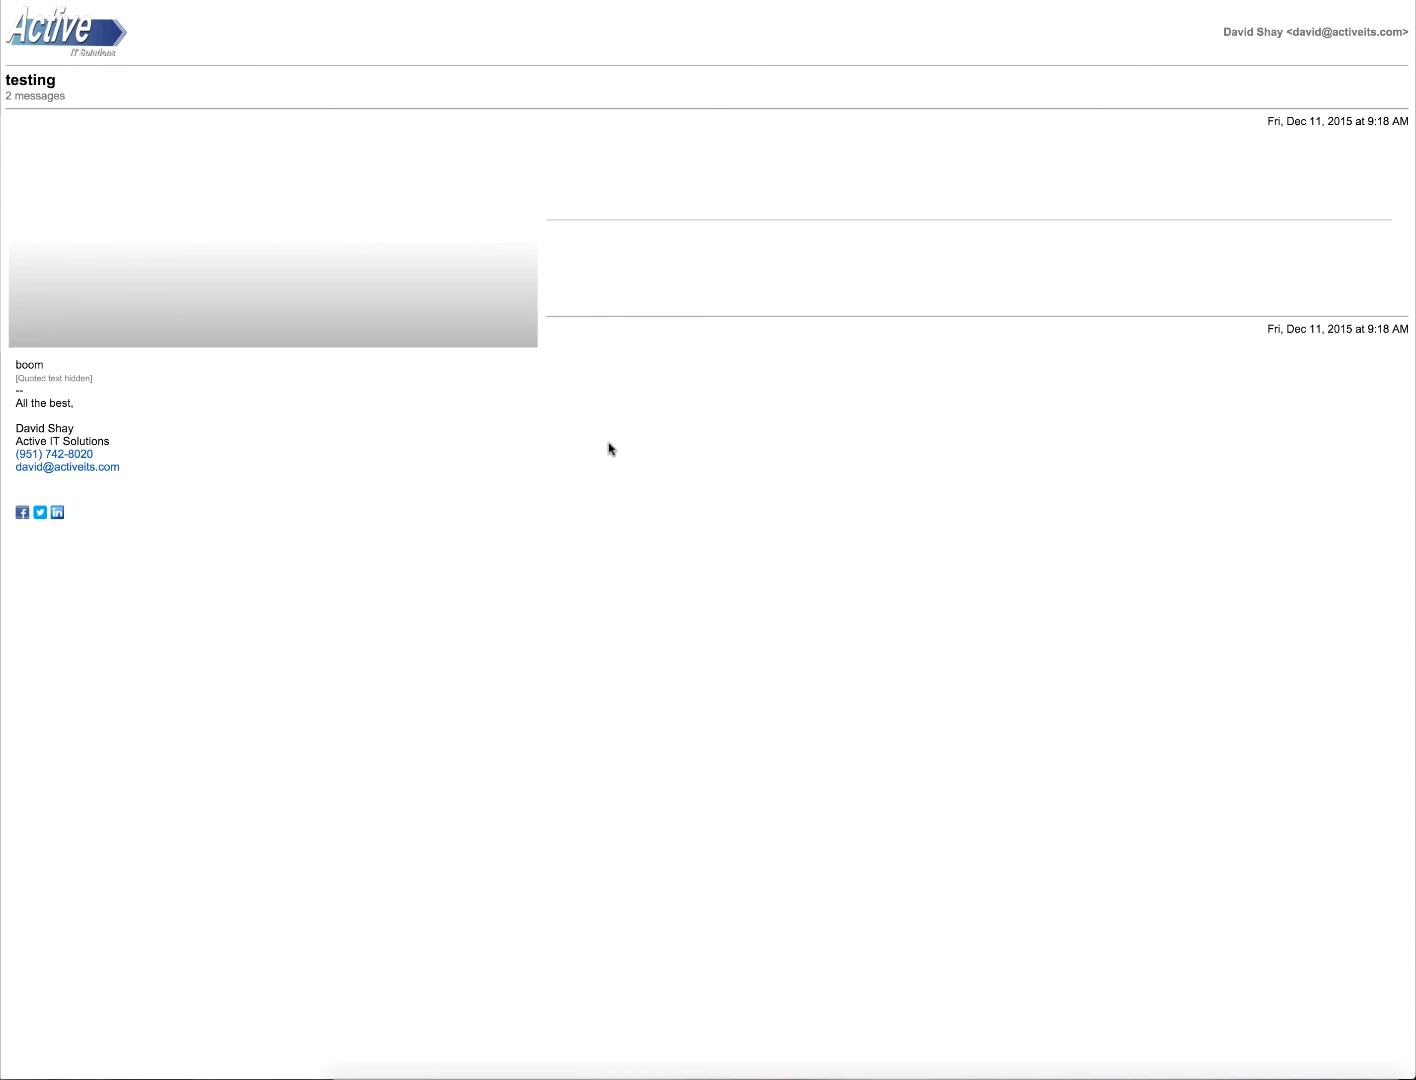 Active
IT Solutions
David Shay <david@activeits.com>
testing
2 messages
Fri, Dec 11, 2015 at 9:18 AM
Fri, Dec 11, 2015 at 9:18 AM
boom
[Quoted text hidden]
--
All the best,
David Shay
Active IT Solutions
(951) 742-8020
david@activeits.com